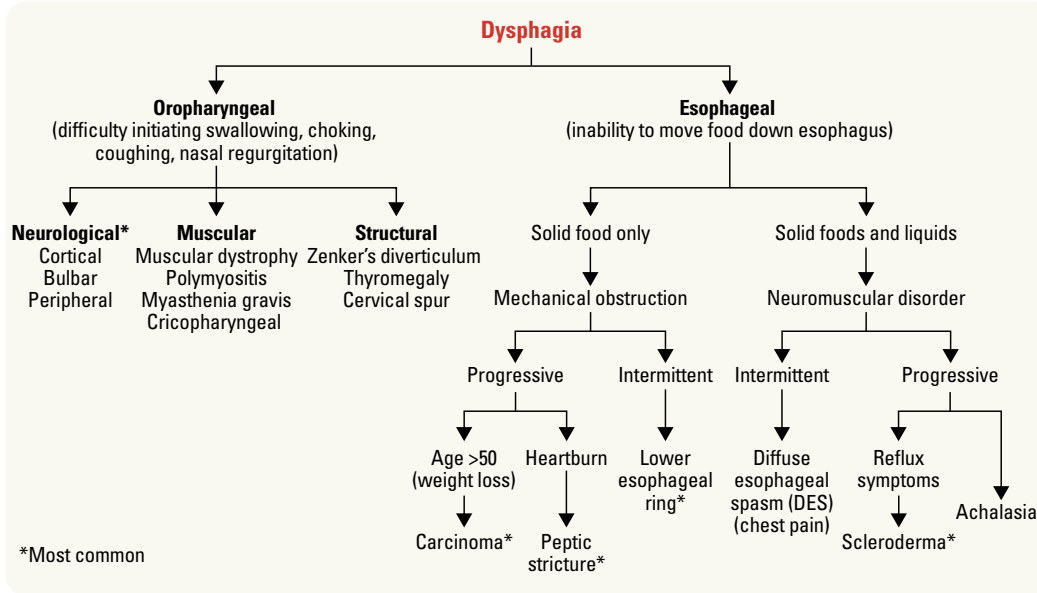 Dysphagia
Oropharyngeal
(difficulty initiating swallowing, choking,
coughing, nasal regurgitation)
Esophageal
(inability to move food down esophagus)
Neurological*
Cortical
Bulbar
Peripheral
Muscular
Muscular dystrophy
Polymyositis
Myasthenia gravis
Cricopharyngeal
Structural
Zenker's diverticulum
Thyromegaly
Cervical spur
Solid food only
Solid foods and liquids
Mechanical obstruction
Neuromuscular disorder
Progressive
Intermittent
Intermittent
Progressive
Age >50
(weight loss)
Heartburn
Lower
esophageal
ring*
Diffuse
esophageal
spasm (DES)
(chest pain)
Reflux
symptoms
Achalasia
Carcinoma*
Peptic
stricture*
Scleroderma*
*Most common